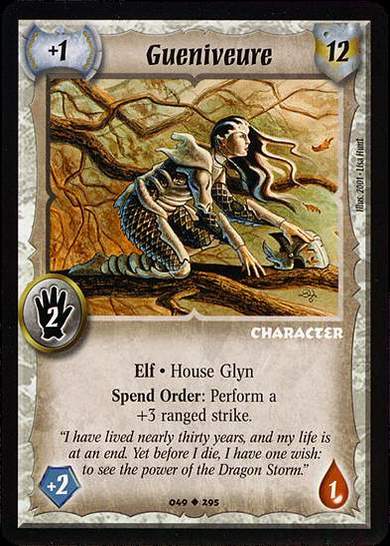 +1
Gueniveure
12
Illus. 2001 • Lisa Hunt
2
CHARACTER
Elf • House Glyn
Spend Order: Perform a
+3 ranged strike.
“I have lived nearly thirty years, and my life is
at an end. Yet before I die, I have one wish:
to see the power of the Dragon Storm.”
+2
049 ◆ 295
1